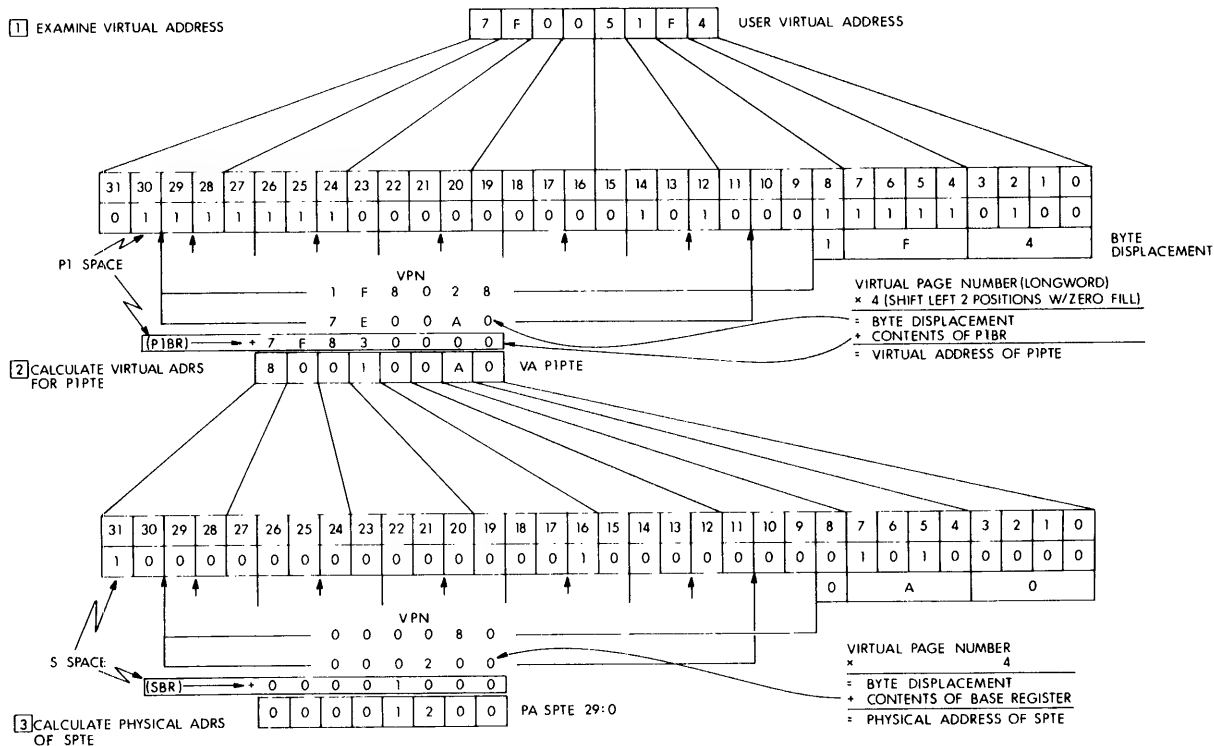 1 EXAMINE VIRTUAL ADDRESS
7 F 0 0 5 1 F 4 USER VIRTUAL ADDRESS
31 30 29 28 27 26 25 24 23 22 21 20 19 18 17 16 15 14 13 12 11 10 9 8 7 6 5 4 3 2 1 0
0 1 1 1 1 1 1 1 0 0 0 0 0 0 0 0 0 1 0 1 0 0 0 1 1 1 1 1 0 1 0 0
1 F 4 BYTE DISPLACEMENT
P1 SPACE
VPN
1 F 8 0 2 8
7 E 0 0 A 0
(P1BR) + 7 F 8 3 0 0 0 0
VIRTUAL PAGE NUMBER (LONGWORD)
× 4 (SHIFT LEFT 2 POSITIONS W/ZERO FILL)
= BYTE DISPLACEMENT
+ CONTENTS OF P1BR
= VIRTUAL ADDRESS OF P1PTE
2 CALCULATE VIRTUAL ADRS
FOR P1PTE
8 0 0 1 0 0 A 0 VA P1PTE
31 30 29 28 27 26 25 24 23 22 21 20 19 18 17 16 15 14 13 12 11 10 9 8 7 6 5 4 3 2 1 0
1 0 0 0 0 0 0 0 0 0 0 0 0 0 0 1 0 0 0 0 0 0 0 0 1 0 1 0 0 0 0 0
0 A 0
S SPACE
VPN
0 0 0 0 8 0
0 0 0 2 0 0
(SBR) + 0 0 0 0 1 0 0 0
0 0 0 0 1 2 0 0 PA SPTE 29:0
VIRTUAL PAGE NUMBER
× 4
= BYTE DISPLACEMENT
+ CONTENTS OF BASE REGISTER
= PHYSICAL ADDRESS OF SPTE
3 CALCULATE PHYSICAL ADRS
OF SPTE